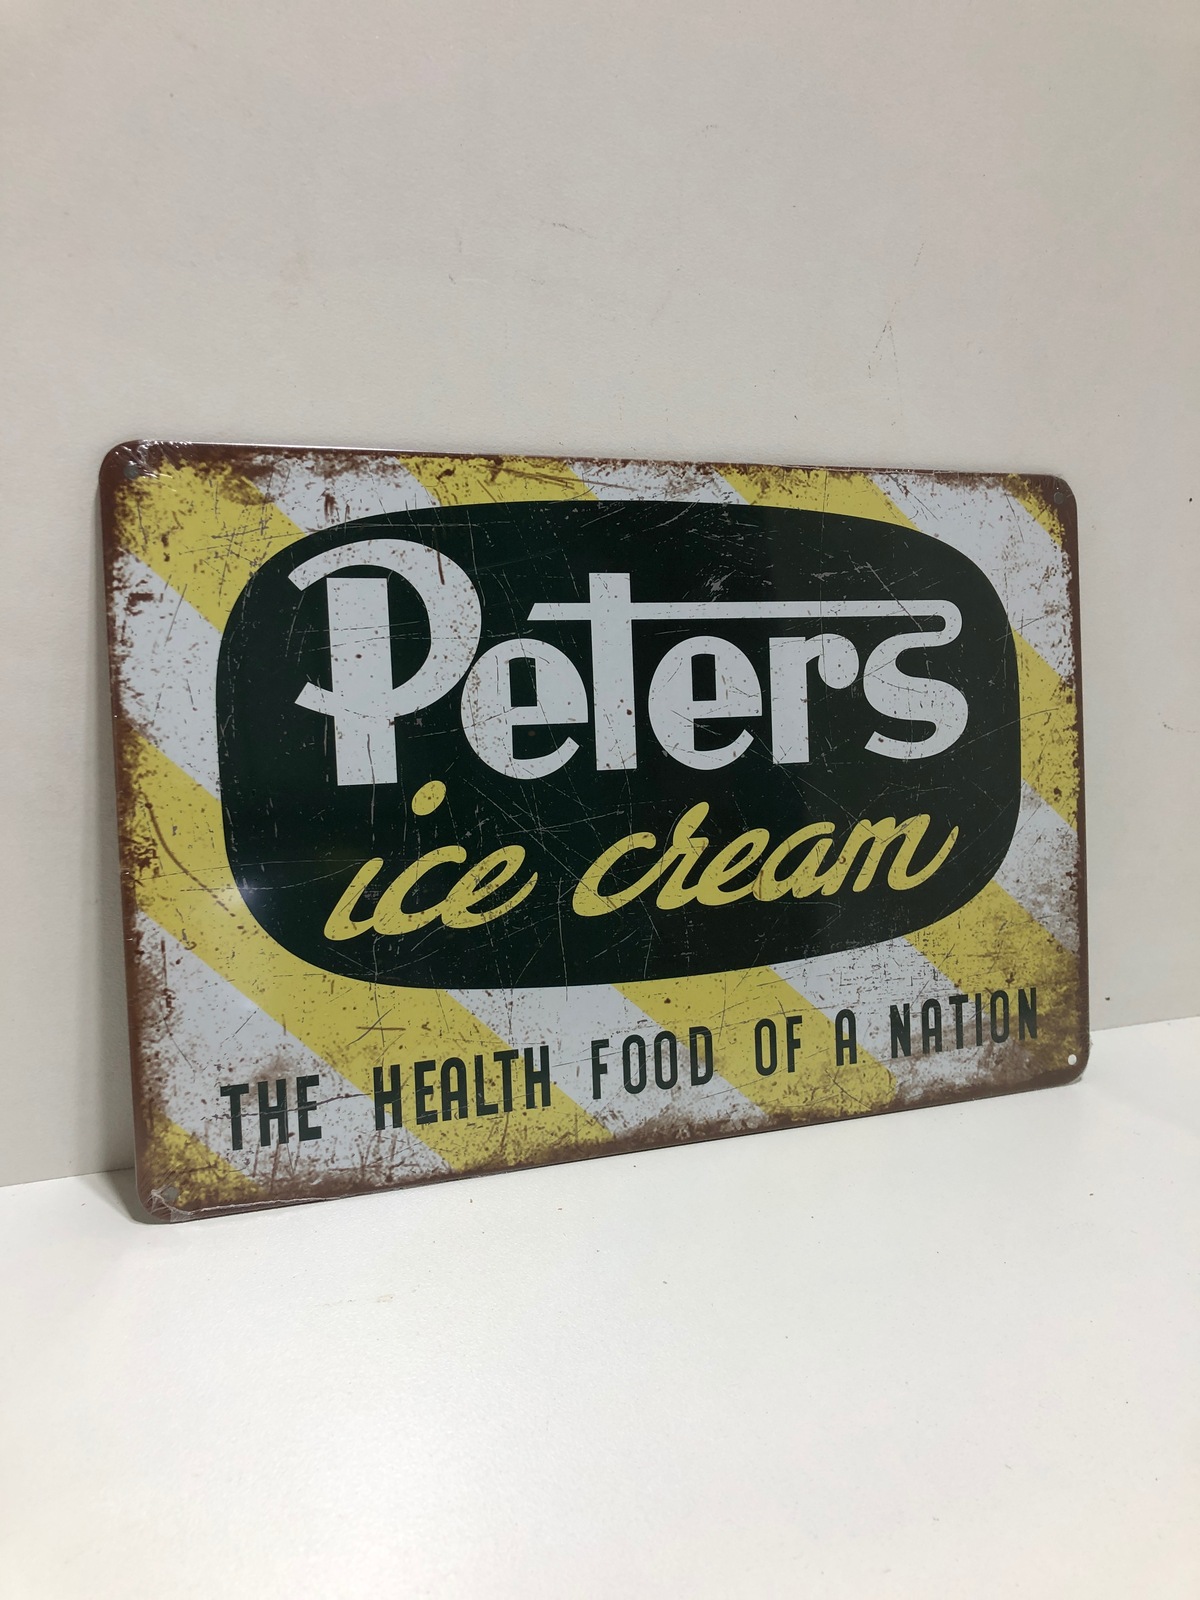 Peters
ice cream
THE HEALTH FOOD OF A NATION